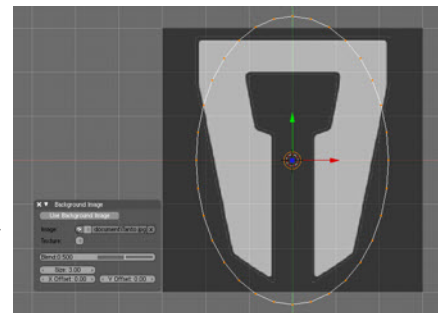 Background Image
Use Background Image
Image:
Texture:
Blend:0.500
Size: 3.00
X Offset: 0.00 Y Offset: 0.00